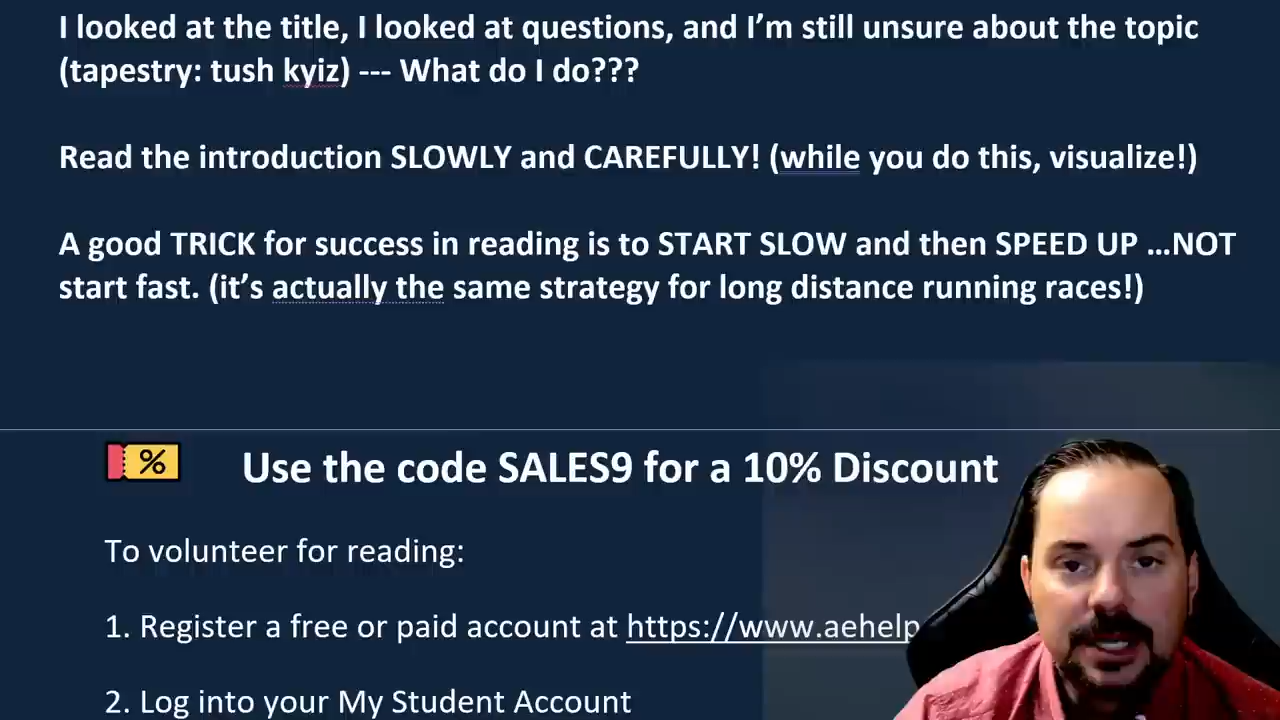 I looked at the title, I looked at questions, and I’m still unsure about the topic
(tapestry: tush kyiz) --- What do I do???
Read the introduction SLOWLY and CAREFULLY! (while you do this, visualize!)
A good TRICK for success in reading is to START SLOW and then SPEED UP …NOT
start fast. (it’s actually the same strategy for long distance running races!)
%
Use the code SALES9 for a 10% Discount
To volunteer for reading:
1. Register a free or paid account at https://www.aehelp
2. Log into your My Student Account